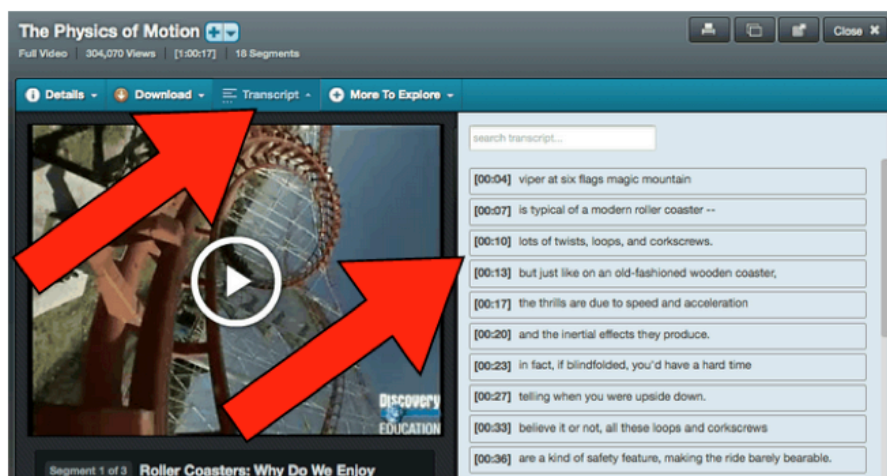 The Physics of Motion
Close ✖
Full Video | 304,070 Views | [1:00:17] | 18 Segments
Details Download Transcript More To Explore
search transcript...
[00:04] viper at six flags magic mountain
[00:07] is typical of a modern roller coaster --
[00:10] lots of twists, loops, and corkscrews.
[00:13] but just like on an old-fashioned wooden coaster,
[00:17] the thrills are due to speed and acceleration
[00:20] and the inertial effects they produce.
[00:23] in fact, if blindfolded, you'd have a hard time
[00:27] telling when you were upside down.
[00:33] believe it or not, all these loops and corkscrews
[00:36] are a kind of safety feature, making the ride barely bearable.
Discovery
EDUCATION
Segment 1 of 3 Roller Coasters: Why Do We Enjoy